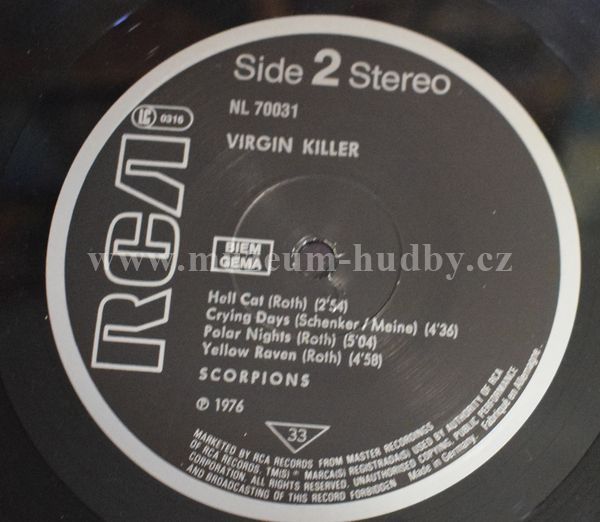 Side 2 Stereo
NL 70031
LC 0316
VIRGIN KILLER
RCA
BIEM
GEMA
www.museum-hudby.cz
Hell Cat (Roth) (2'54)
Crying Days (Schenker/Meine) (4'36)
Polar Nights (Roth) (5'04)
Yellow Raven (Roth) (4'58)
SCORPIONS
℗ 1976
33
MARKETED BY RCA RECORDS FROM MASTER RECORDINGS
OF RCA RECORDS, TM(S) ® MARCA(S) REGISTRADA(S) USED BY AUTHORITY OF RCA
CORPORATION. ALL RIGHTS RESERVED. UNAUTHORISED COPYING, PUBLIC PERFORMANCE
AND BROADCASTING OF THIS RECORD FORBIDDEN Made in Germany. Fabriqué en Allemagne.